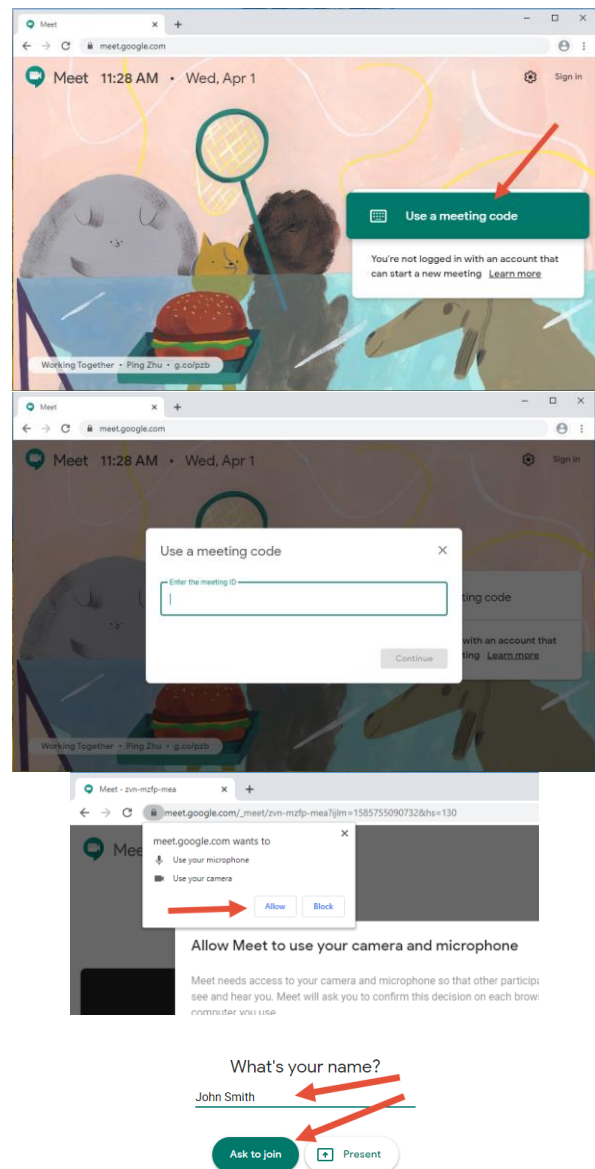 Meet
meet.google.com
Meet 11:28 AM • Wed, Apr 1
Sign in
Use a meeting code
You're not logged in with an account that
can start a new meeting Learn more
Working Together • Ping Zhu • g.co/pzb
Meet
meet.google.com
Meet 11:28 AM • Wed, Apr 1
Sign in
Use a meeting code
Enter the meeting ID
ting code
with an account that
ting Learn more
Continue
Working Together • Ping Zhu • g.co/pzb
Meet - zvn-mzfp-mea
meet.google.com/_meet/zvn-mzfp-mea?ijlm=1585755090732&hs=130
Mee
meet.google.com wants to
Use your microphone
Use your camera
Allow Block
Allow Meet to use your camera and microphone
Meet needs access to your camera and microphone so that other participa
see and hear you. Meet will ask you to confirm this decision on each brow
computer you use
What's your name?
John Smith
Ask to join Present